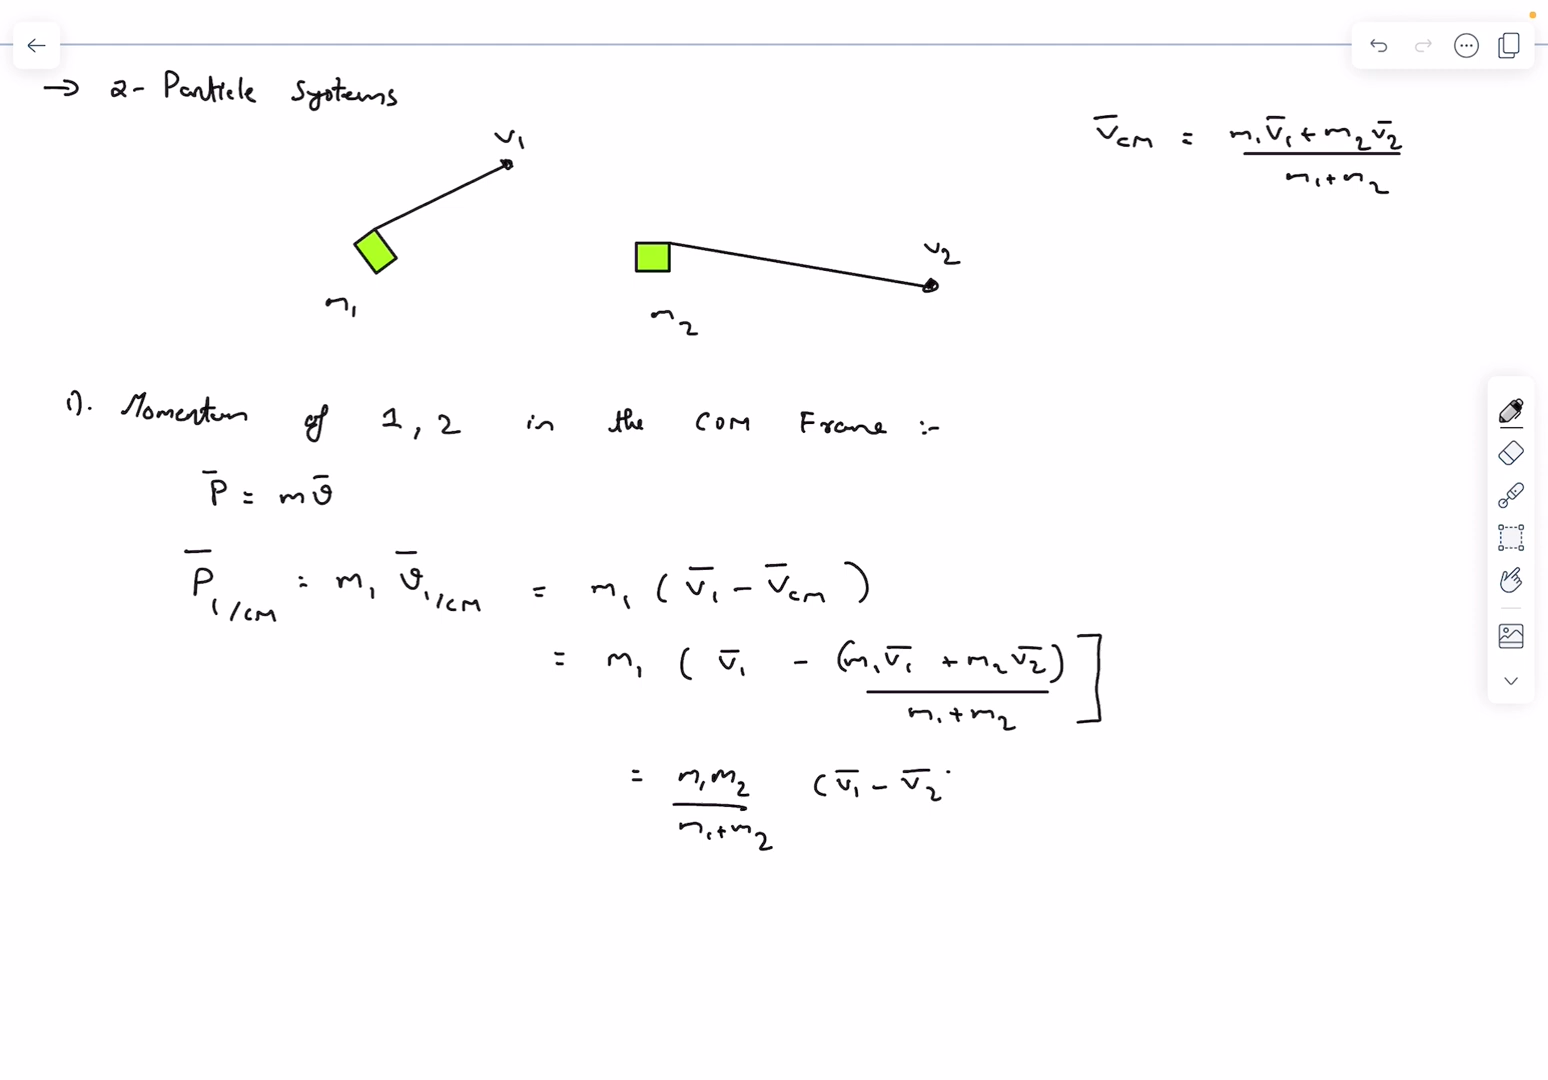 → 2- Particle Systems
v₁
V̅cm = m₁v̅₁ + m₂v̅₂ / m₁+m₂
v₂
m₁
m₂
1). Momentum of 1, 2 in the COM Frame :-
P̅ = mv̅
P̅₁/CM = m₁ v̅₁/CM = m₁ ( v̅₁ - V̅cm )
= m₁ ( v̅₁ - (m₁v̅₁ + m₂v̅₂) / m₁+m₂ ]
= m₁m₂ / m₁+m₂ ( v̅₁ - v̅₂